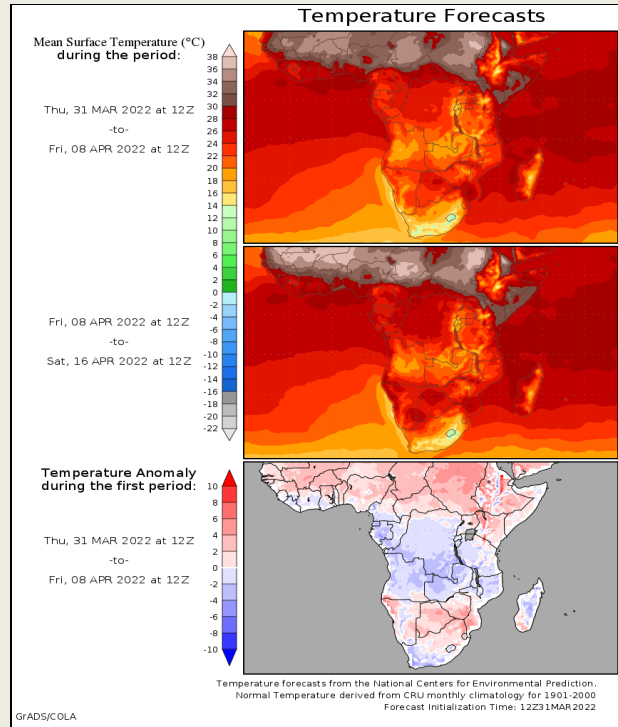 Temperature Forecasts
Mean Surface Temperature (°C)
during the period:
Thu, 31 MAR 2022 at 12Z
-to-
Fri, 08 APR 2022 at 12Z
38
36
34
32
30
28
26
24
22
20
18
16
14
12
10
8
6
4
2
0
-2
-4
-6
-8
-10
-12
-14
-16
-18
-20
-22
Fri, 08 APR 2022 at 12Z
-to-
Sat, 16 APR 2022 at 12Z
Temperature Anomaly
during the first period:
Thu, 31 MAR 2022 at 12Z
-to-
Fri, 08 APR 2022 at 12Z
10
8
6
4
2
0
-2
-4
-6
-8
-10
Temperature forecasts from the National Centers for Environmental Prediction.
Normal Temperature derived from CRU monthly climatology for 1901-2000
Forecast Initialization Time: 12Z31MAR2022
GrADS/COLA